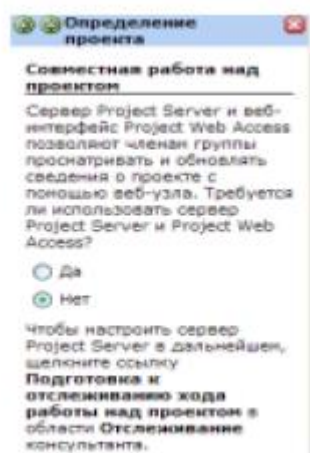 Определение
проекта
Совместная работа над
проектом
Сервер Project Server и веб-
интерфейс Project Web Access
позволяют членам группы
просматривать и обновлять
сведения о проекте с
помощью веб-узла. Требуется
ли использовать сервер
Project Server и Project Web
Access?
Да
Нет
Чтобы настроить сервер
Project Server в дальнейшем,
щелкните ссылку
Подготовка к
отслеживанию хода
работы над проектом в
области Отслеживание
консультанта.